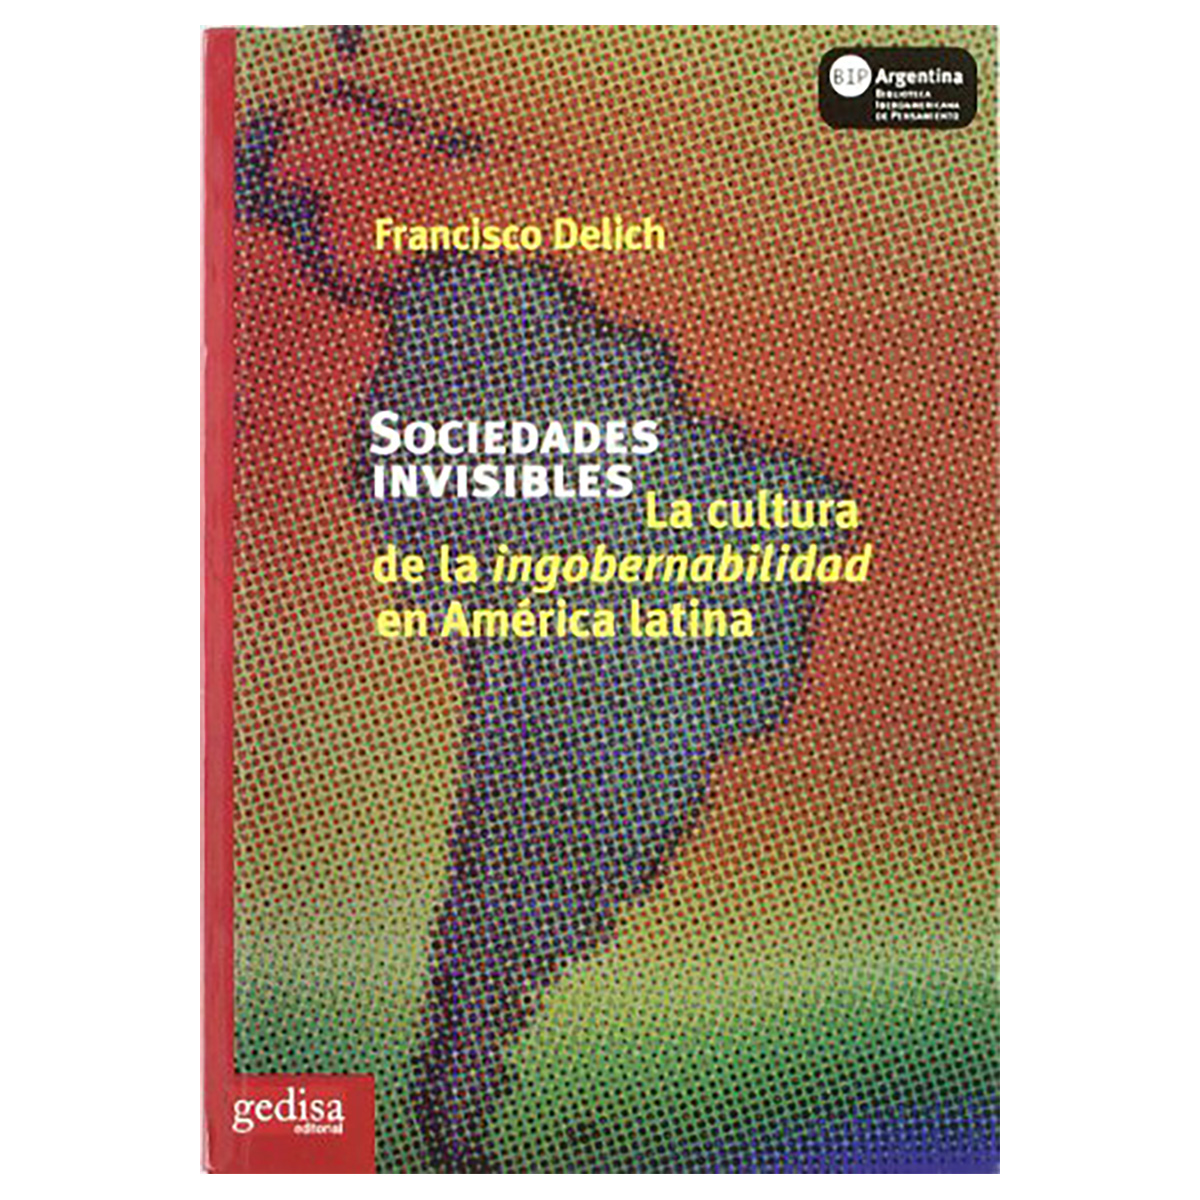 BIP Argentina
BIBLIOTECA
IBEROAMERICANA
DE PENSAMIENTO
Francisco Delich
SOCIEDADES
INVISIBLES
La cultura
de la ingobernabilidad
en América latina
gedisa
editorial